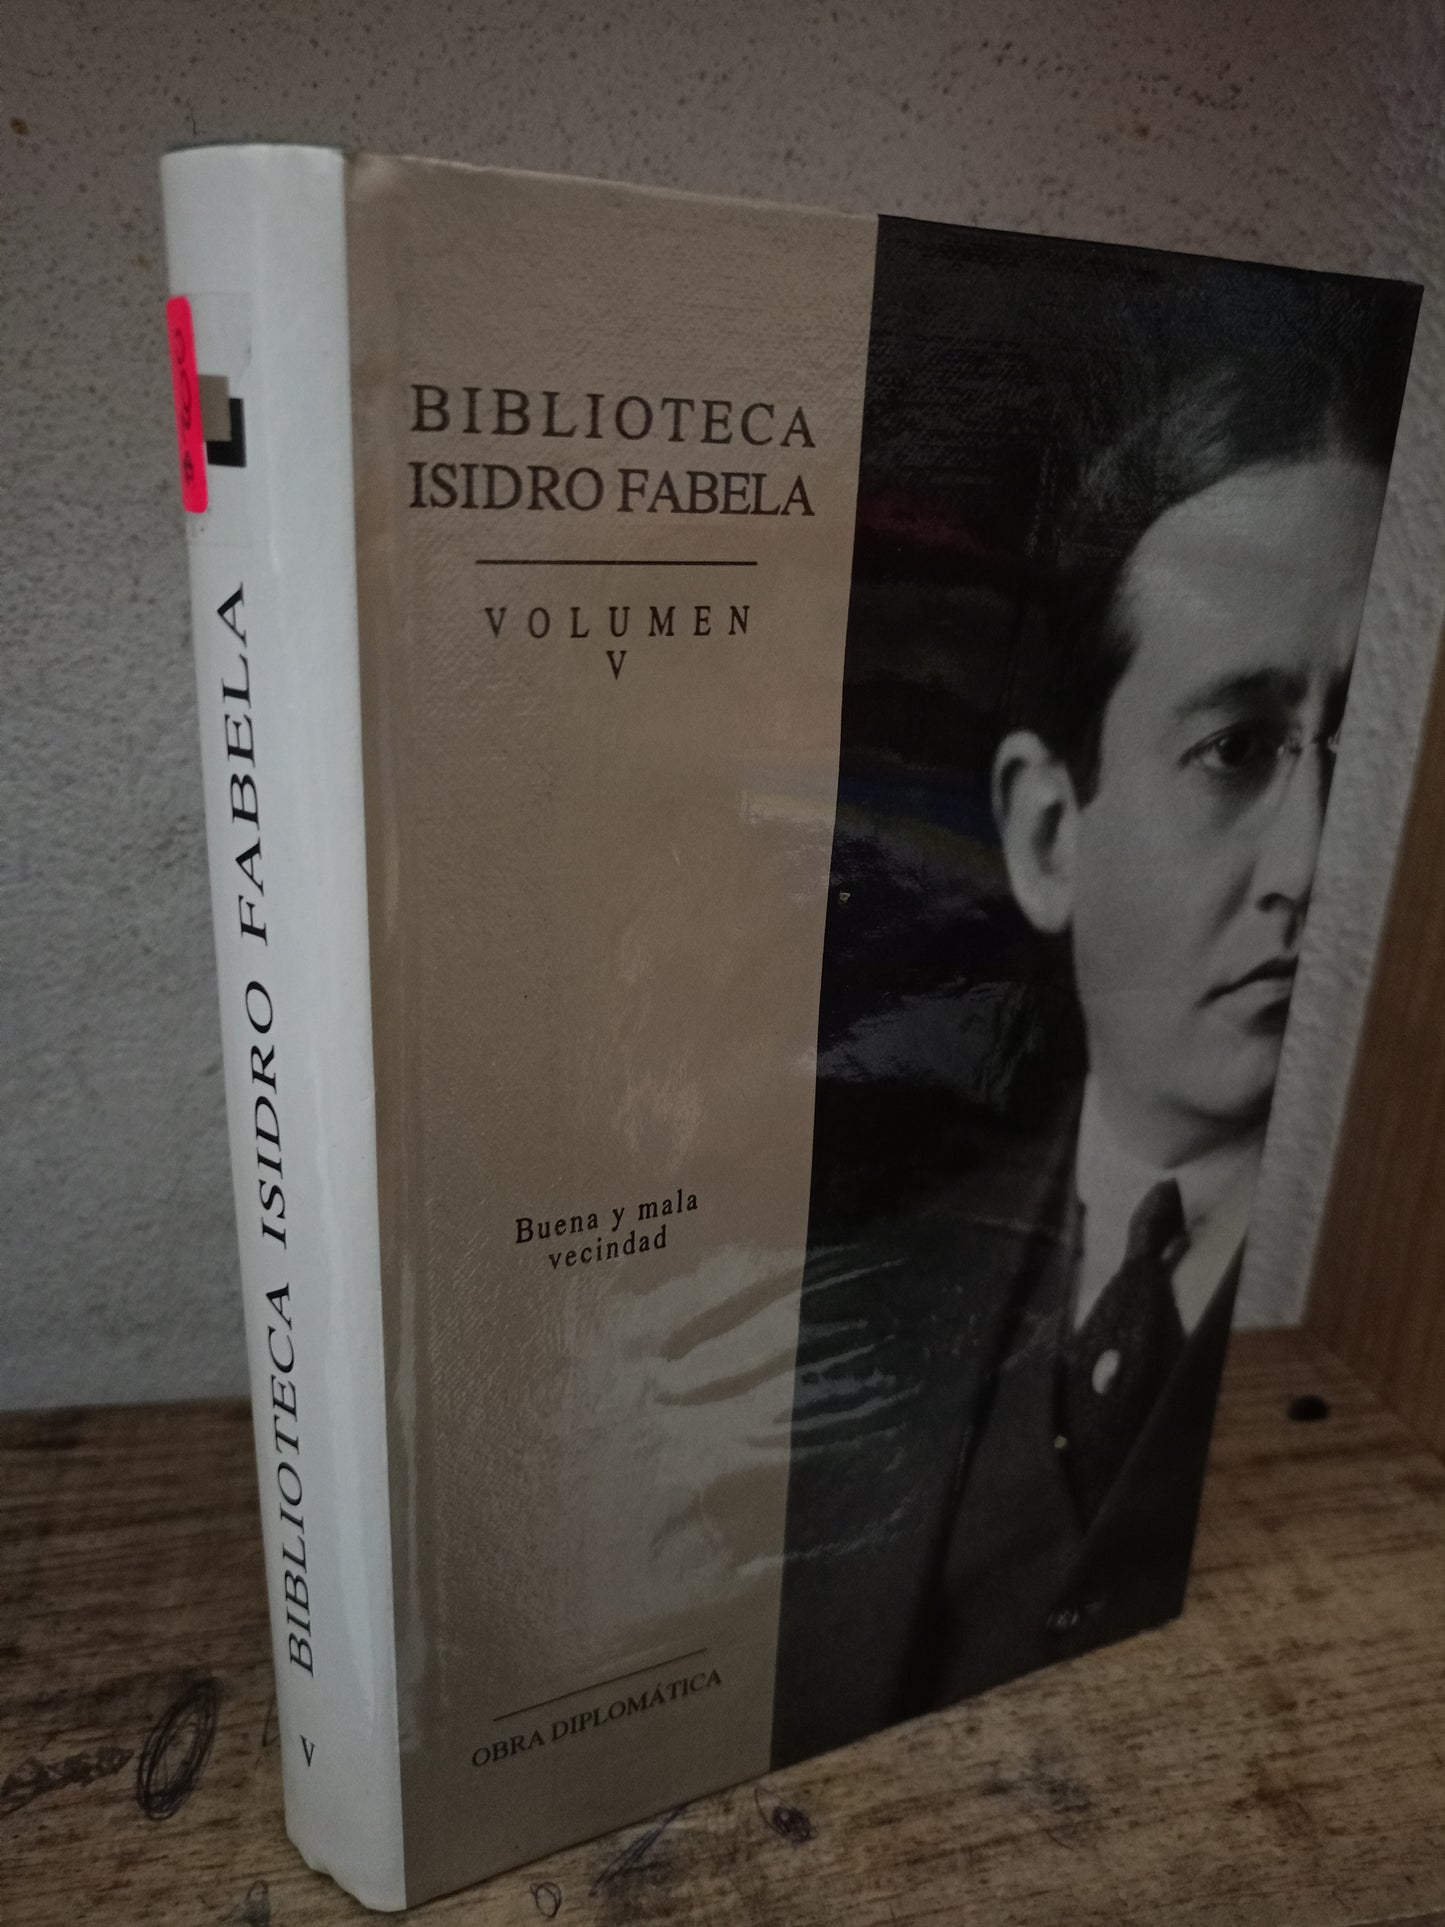 BIBLIOTECA
ISIDRO FABELA
VOLUMEN
V
Buena y mala
vecindad
OBRA DIPLOMÁTICA
BIBLIOTECA ISIDRO FABELA
V